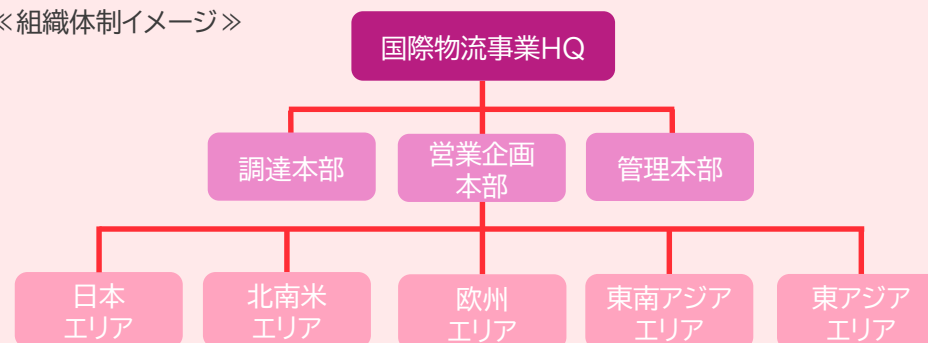 ≪組織体制イメージ≫
国際物流事業HQ
調達本部
営業企画
本部
管理本部
日本
エリア
北南米
エリア
欧州
エリア
東南アジア
エリア
東アジア
エリア